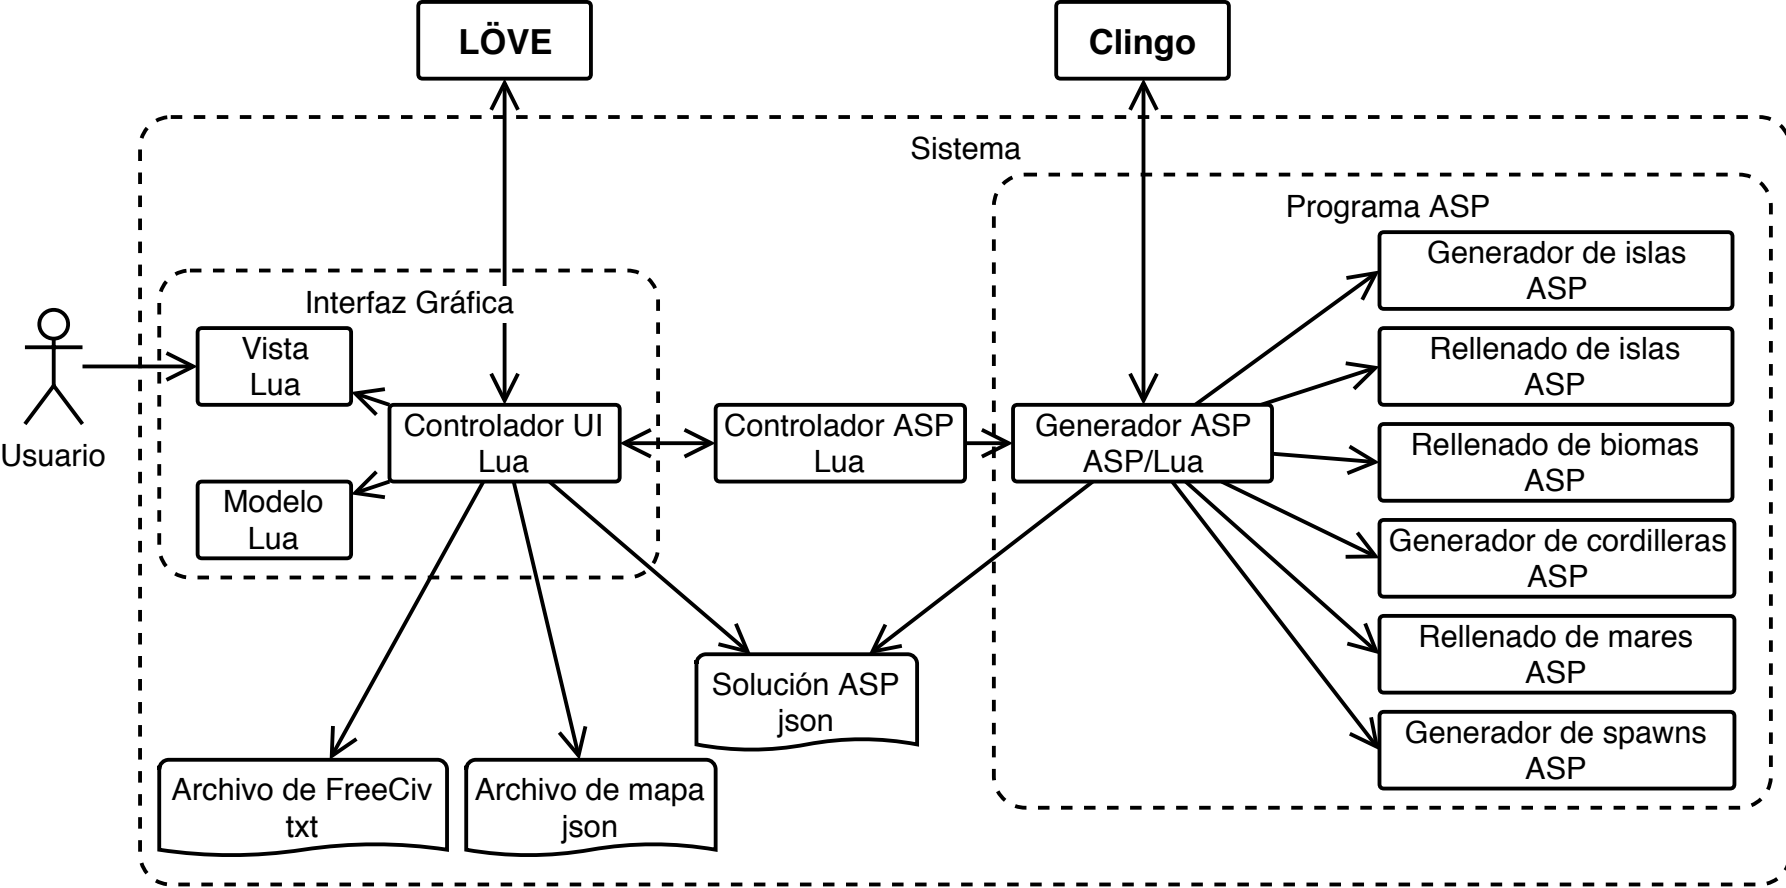 LÖVE
Clingo
Sistema
Programa ASP
Generador de islas
ASP
Interfaz Gráfica
Vista
Lua
Rellenado de islas
ASP
Usuario
Controlador UI
Lua
Controlador ASP
Lua
Generador ASP
ASP/Lua
Rellenado de biomas
ASP
Modelo
Lua
Generador de cordilleras
ASP
Rellenado de mares
ASP
Solución ASP
json
Generador de spawns
ASP
Archivo de FreeCiv
txt
Archivo de mapa
json